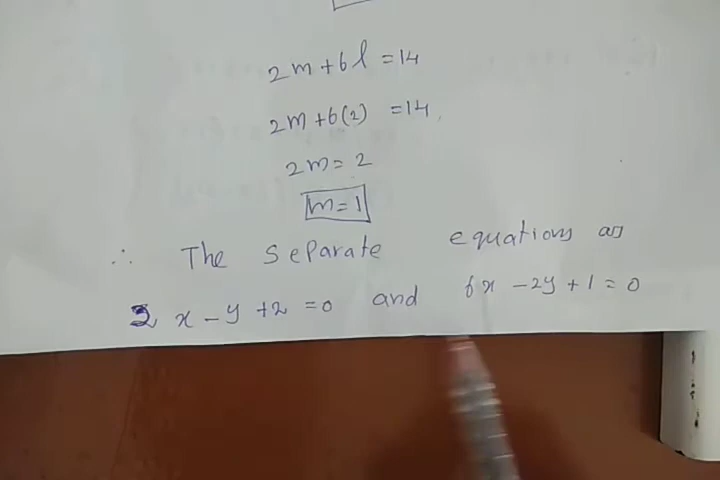 2m+6l=14
2m+6(2)=14
2m=2
m=1
∴ The separate equations as
2x-y+2=0 and 6x-2y+1=0